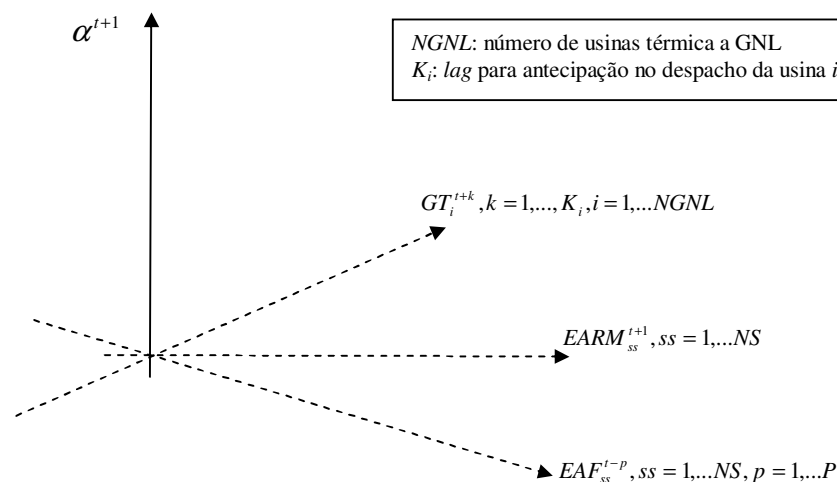 α^{t+1}
NGNL: número de usinas térmica a GNL
K_i: lag para antecipação no despacho da usina i
GT_i^{t+k}, k = 1,..., K_i, i = 1,...NGNL
EARM_{ss}^{t+1}, ss = 1,...NS
EAF_{ss}^{t-p}, ss = 1,...NS, p = 1,...P